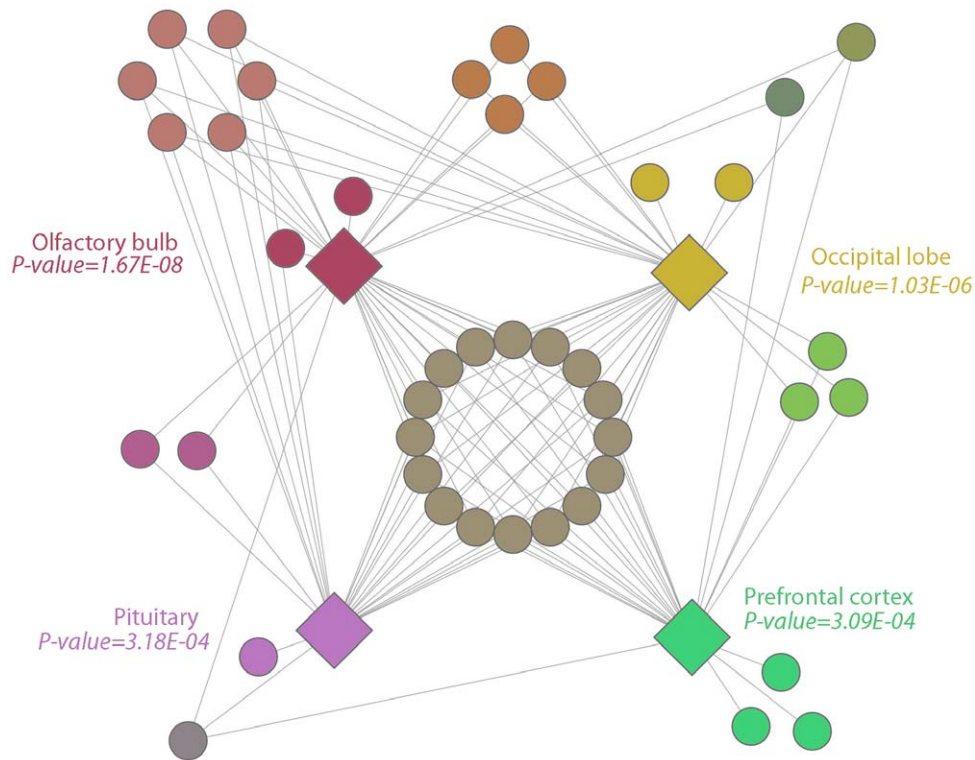 Olfactory bulb
P-value=1.67E-08
Occipital lobe
P-value=1.03E-06
Pituitary
P-value=3.18E-04
Prefrontal cortex
P-value=3.09E-04